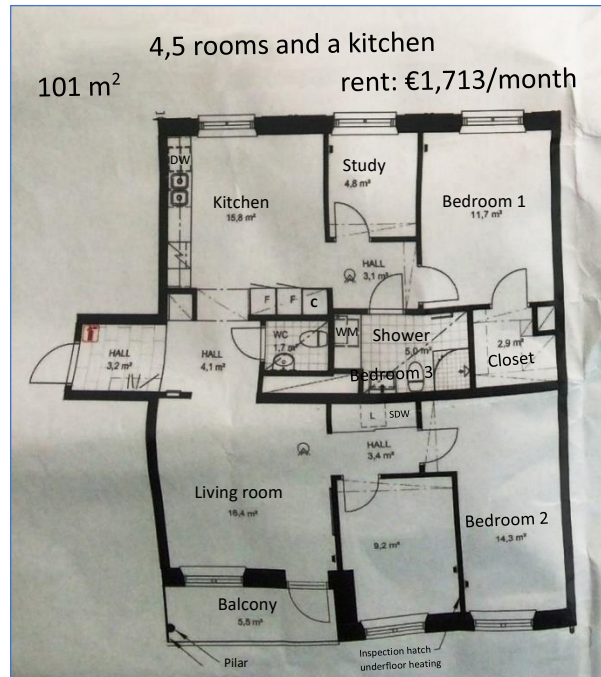 4,5 rooms and a kitchen
101 m²
rent: €1,713/month
DW
Study
4,8 m²
Kitchen
15,8 m²
Bedroom 1
11,7 m²
HALL
3,1 m²
F
F
C
HALL
3,2 m²
HALL
4,1 m²
WC
1,7 m²
WM
Shower
5,0 m²
2,9 m²
Closet
Bedroom 3
L
SDW
HALL
3,4 m²
Living room
18,4 m²
9,2 m²
Bedroom 2
14,3 m²
Balcony
5,5 m²
Pilar
Inspection hatch
underfloor heating